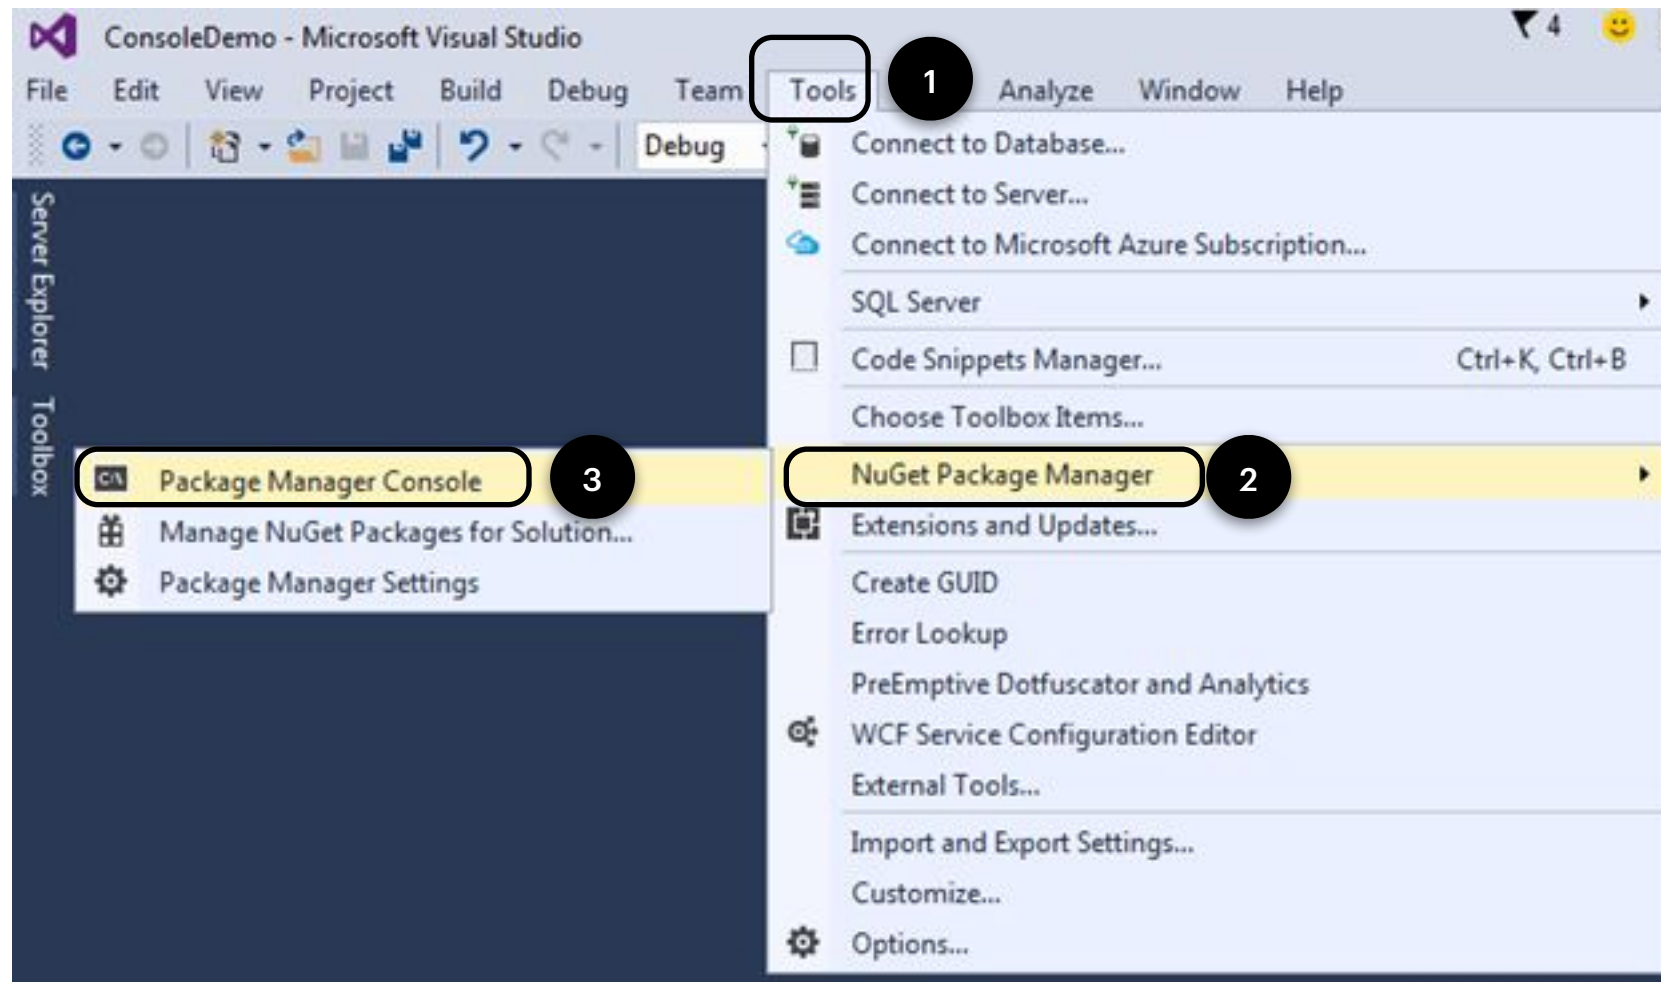 ConsoleDemo - Microsoft Visual Studio
4
File Edit View Project Build Debug Team Tools 1 Analyze Window Help
Debug
Connect to Database...
Connect to Server...
Connect to Microsoft Azure Subscription...
SQL Server
Code Snippets Manager... Ctrl+K, Ctrl+B
Choose Toolbox Items...
NuGet Package Manager 2
Extensions and Updates...
Create GUID
Error Lookup
PreEmptive Dotfuscator and Analytics
WCF Service Configuration Editor
External Tools...
Import and Export Settings...
Customize...
Options...
C:\ Package Manager Console 3
Manage NuGet Packages for Solution...
Package Manager Settings
Server Explorer
Toolbox